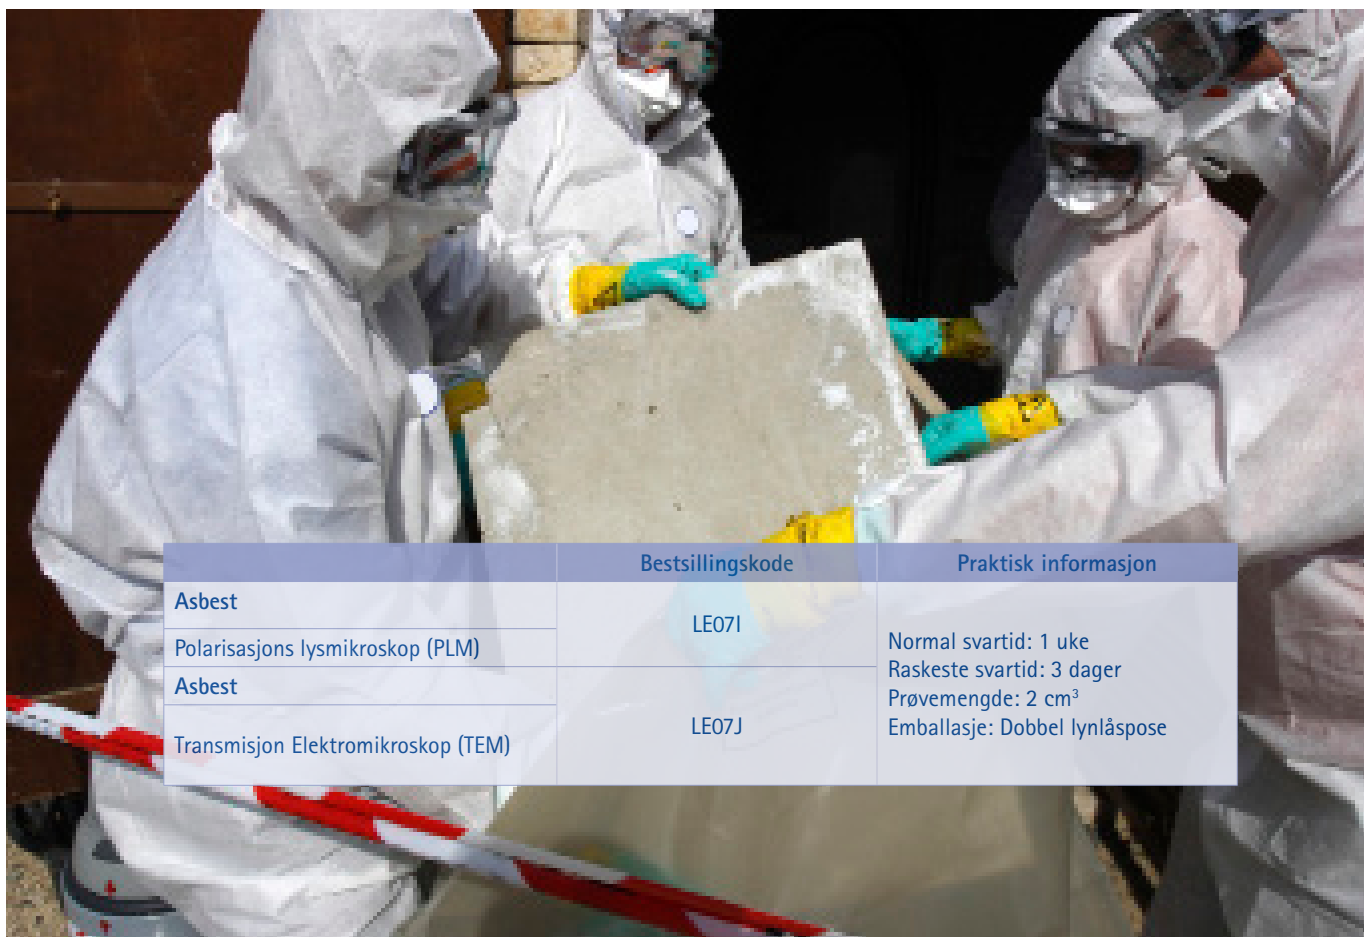 Bestsillingskode
Praktisk informasjon
Asbest
Polarisasjons lysmikroskop (PLM)
LE07I
Asbest
Transmisjon Elektromikroskop (TEM)
LE07J
Normal svartid: 1 uke
Raskeste svartid: 3 dager
Prøvemengde: 2 cm³
Emballasje: Dobbel lynlåspose